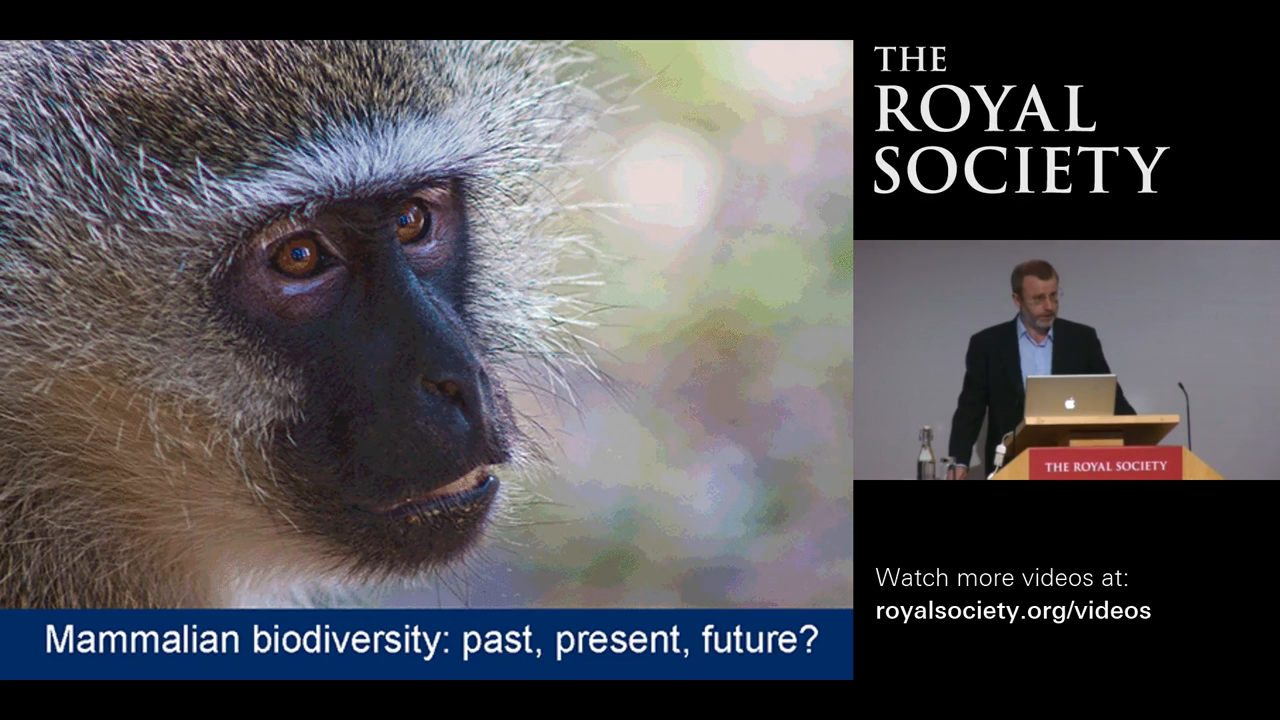 THE
ROYAL
SOCIETY
THE ROYAL SOCIETY
Watch more videos at:
royalsociety.org/videos
Mammalian biodiversity: past, present, future?